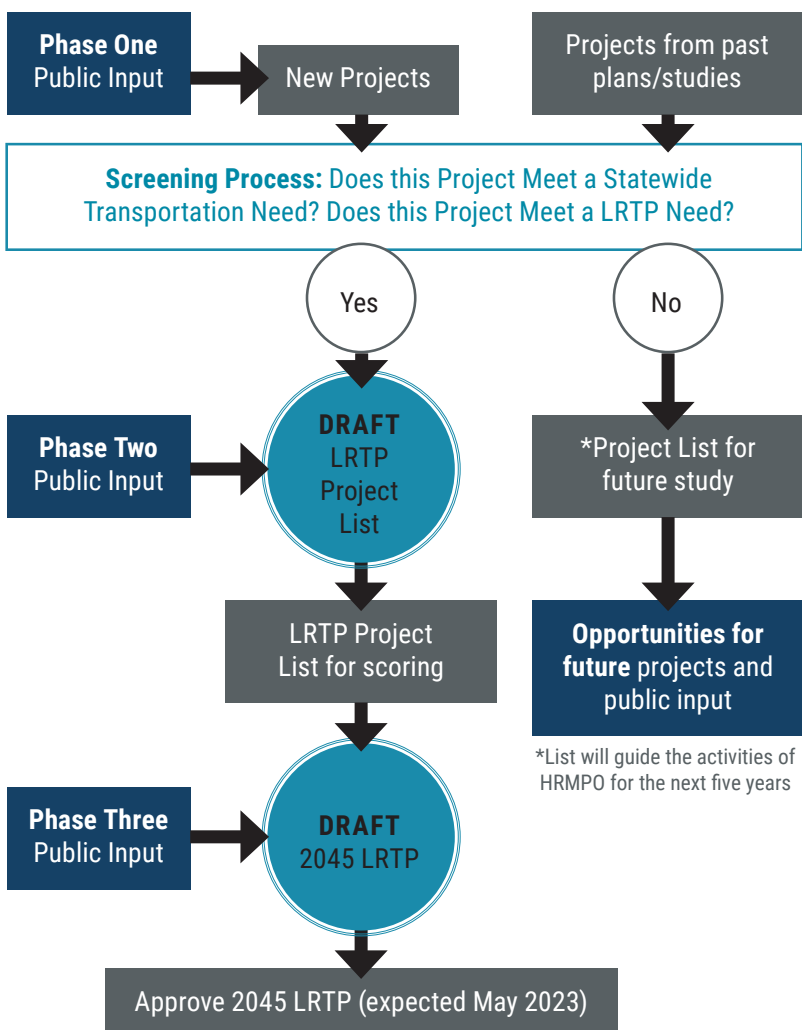 Phase One
Public Input
New Projects
Projects from past
plans/studies
Screening Process: Does this Project Meet a Statewide
Transportation Need? Does this Project Meet a LRTP Need?
Yes
No
Phase Two
Public Input
DRAFT
LRTP
Project
List
*Project List for
future study
LRTP Project
List for scoring
Opportunities for
future projects and
public input
*List will guide the activities of
HRMPO for the next five years
Phase Three
Public Input
DRAFT
2045 LRTP
Approve 2045 LRTP (expected May 2023)